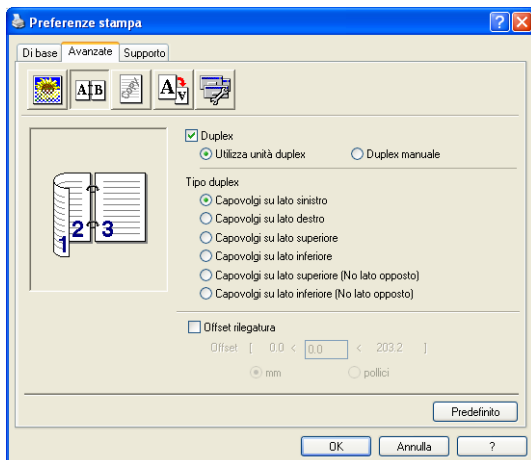 Preferenze stampa
Di base Avanzate Supporto
A B
A A
Duplex
Utilizza unità duplex Duplex manuale
1 2 3
Tipo duplex
Capovolgi su lato sinistro
Capovolgi su lato destro
Capovolgi su lato superiore
Capovolgi su lato inferiore
Capovolgi su lato superiore (No lato opposto)
Capovolgi su lato inferiore (No lato opposto)
Offset rilegatura
Offset [ 0.0 < 0.0 < 203.2 ]
mm pollici
Predefinito
OK Annulla ?